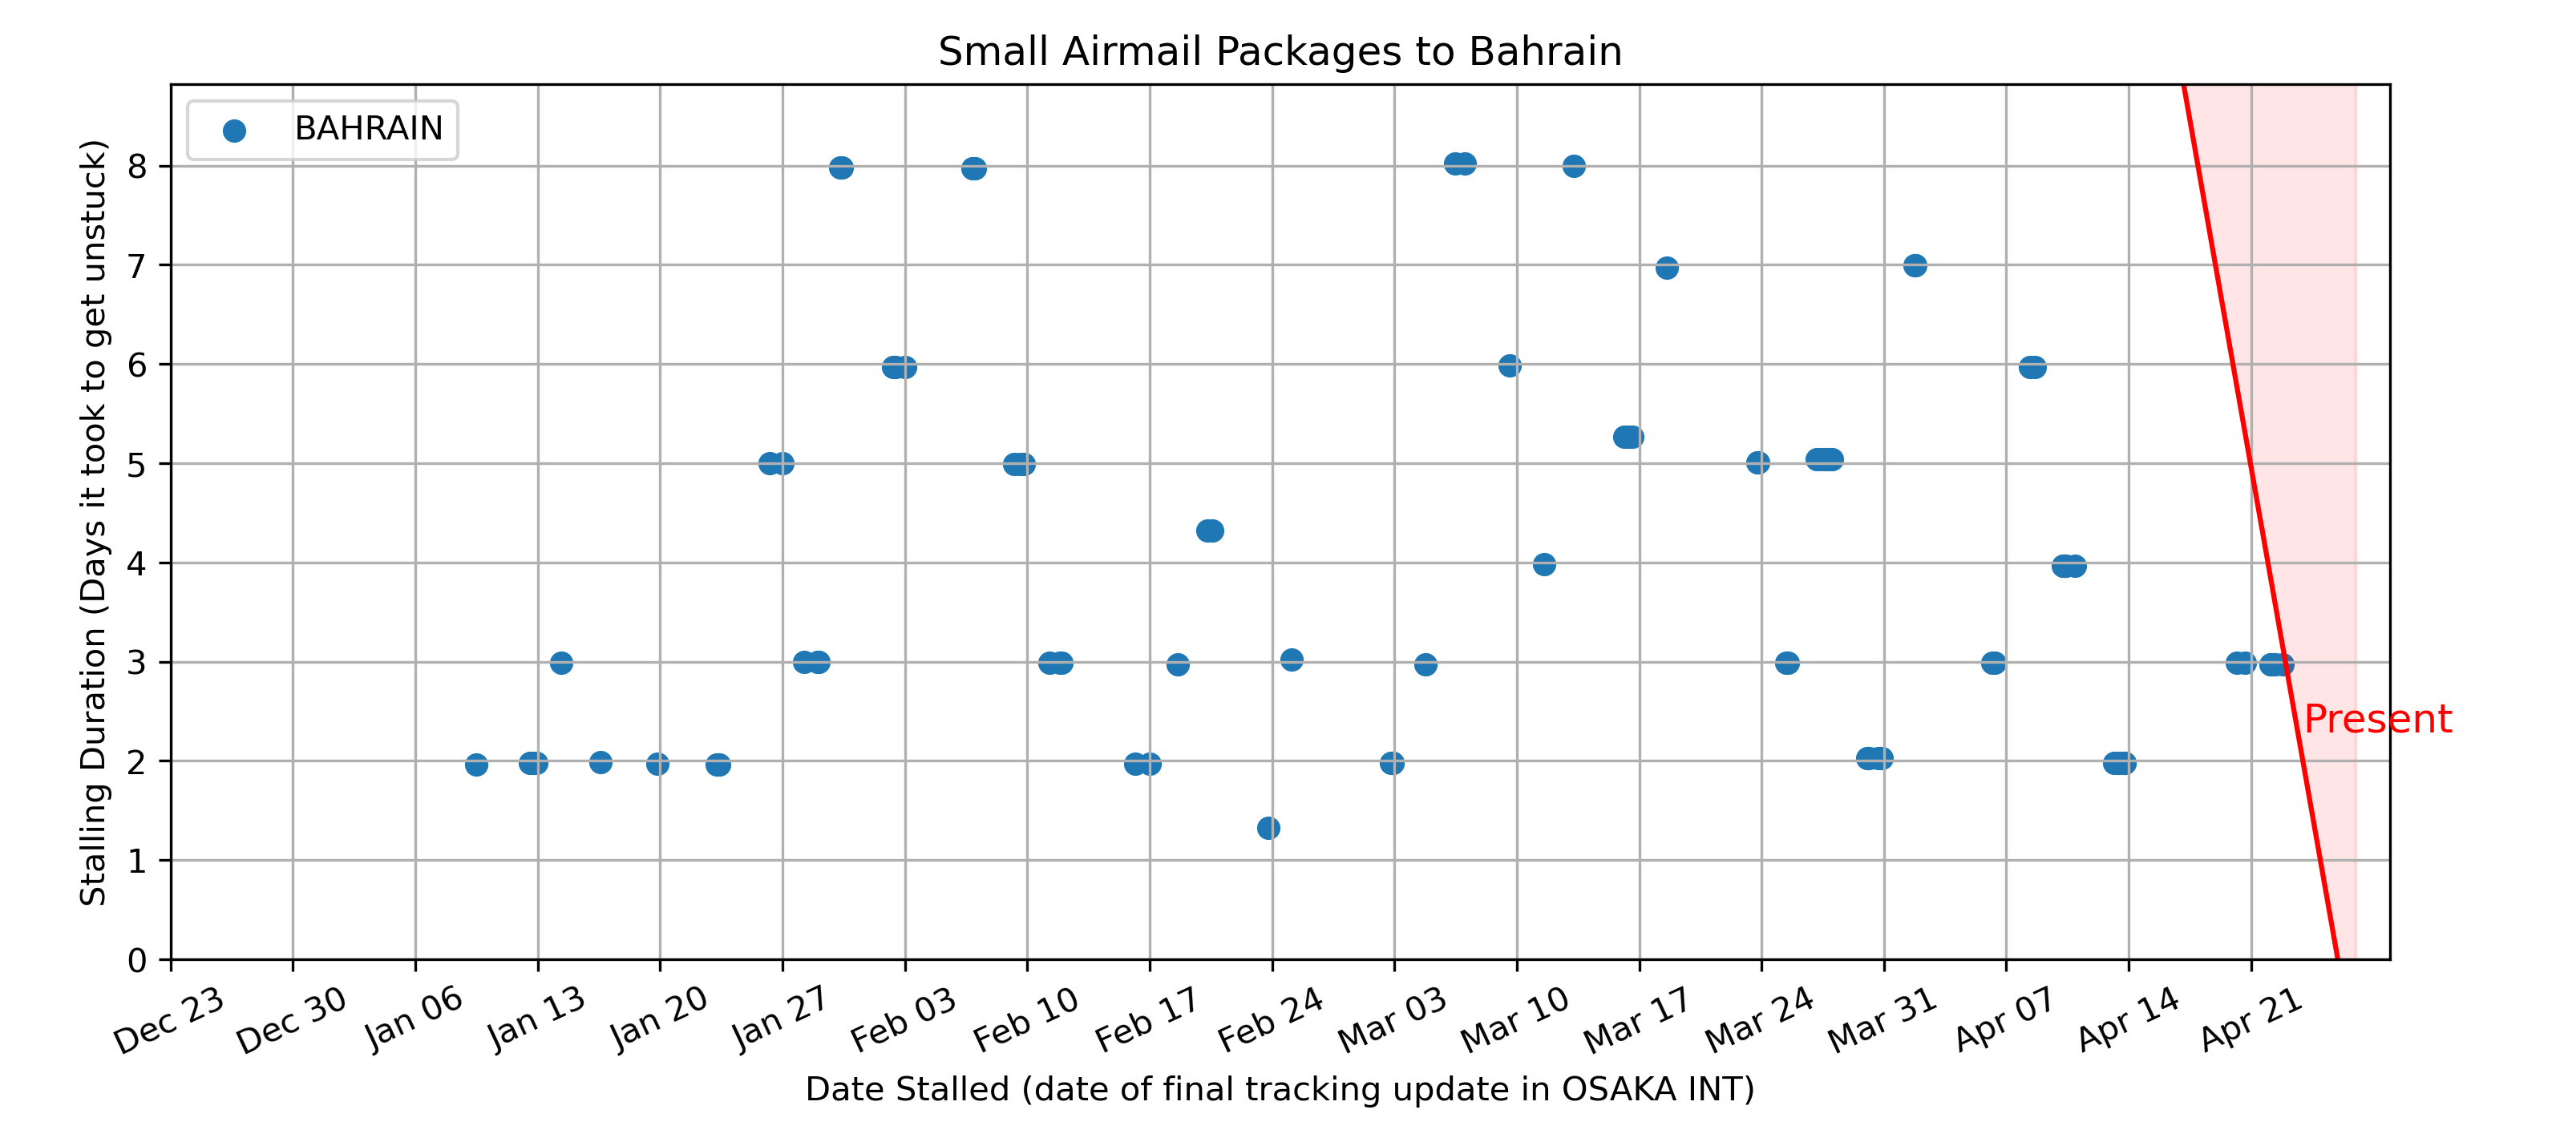 Small Airmail Packages to Bahrain
BAHRAIN
Stalling Duration (Days it took to get unstuck)
8
7
6
5
4
3
2
1
0
Present
Dec 23
Dec 30
Jan 06
Jan 13
Jan 20
Jan 27
Feb 03
Feb 10
Feb 17
Feb 24
Mar 03
Mar 10
Mar 17
Mar 24
Mar 31
Apr 07
Apr 14
Apr 21
Date Stalled (date of final tracking update in OSAKA INT)